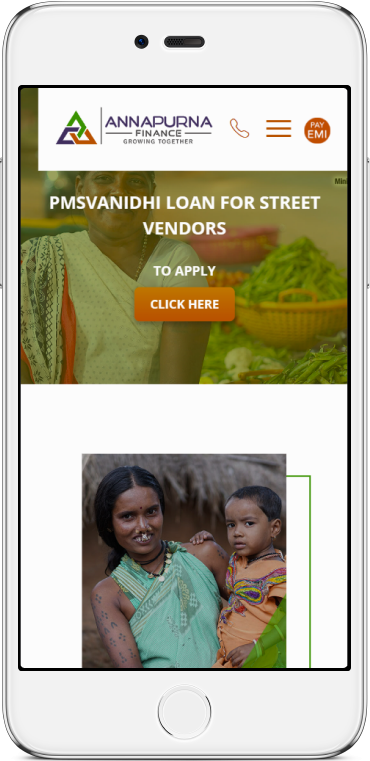 ANNAPURNA
FINANCE
GROWING TOGETHER
PAY
EMI
Min
PMSVANIDHI LOAN FOR STREET
VENDORS
TO APPLY
CLICK HERE